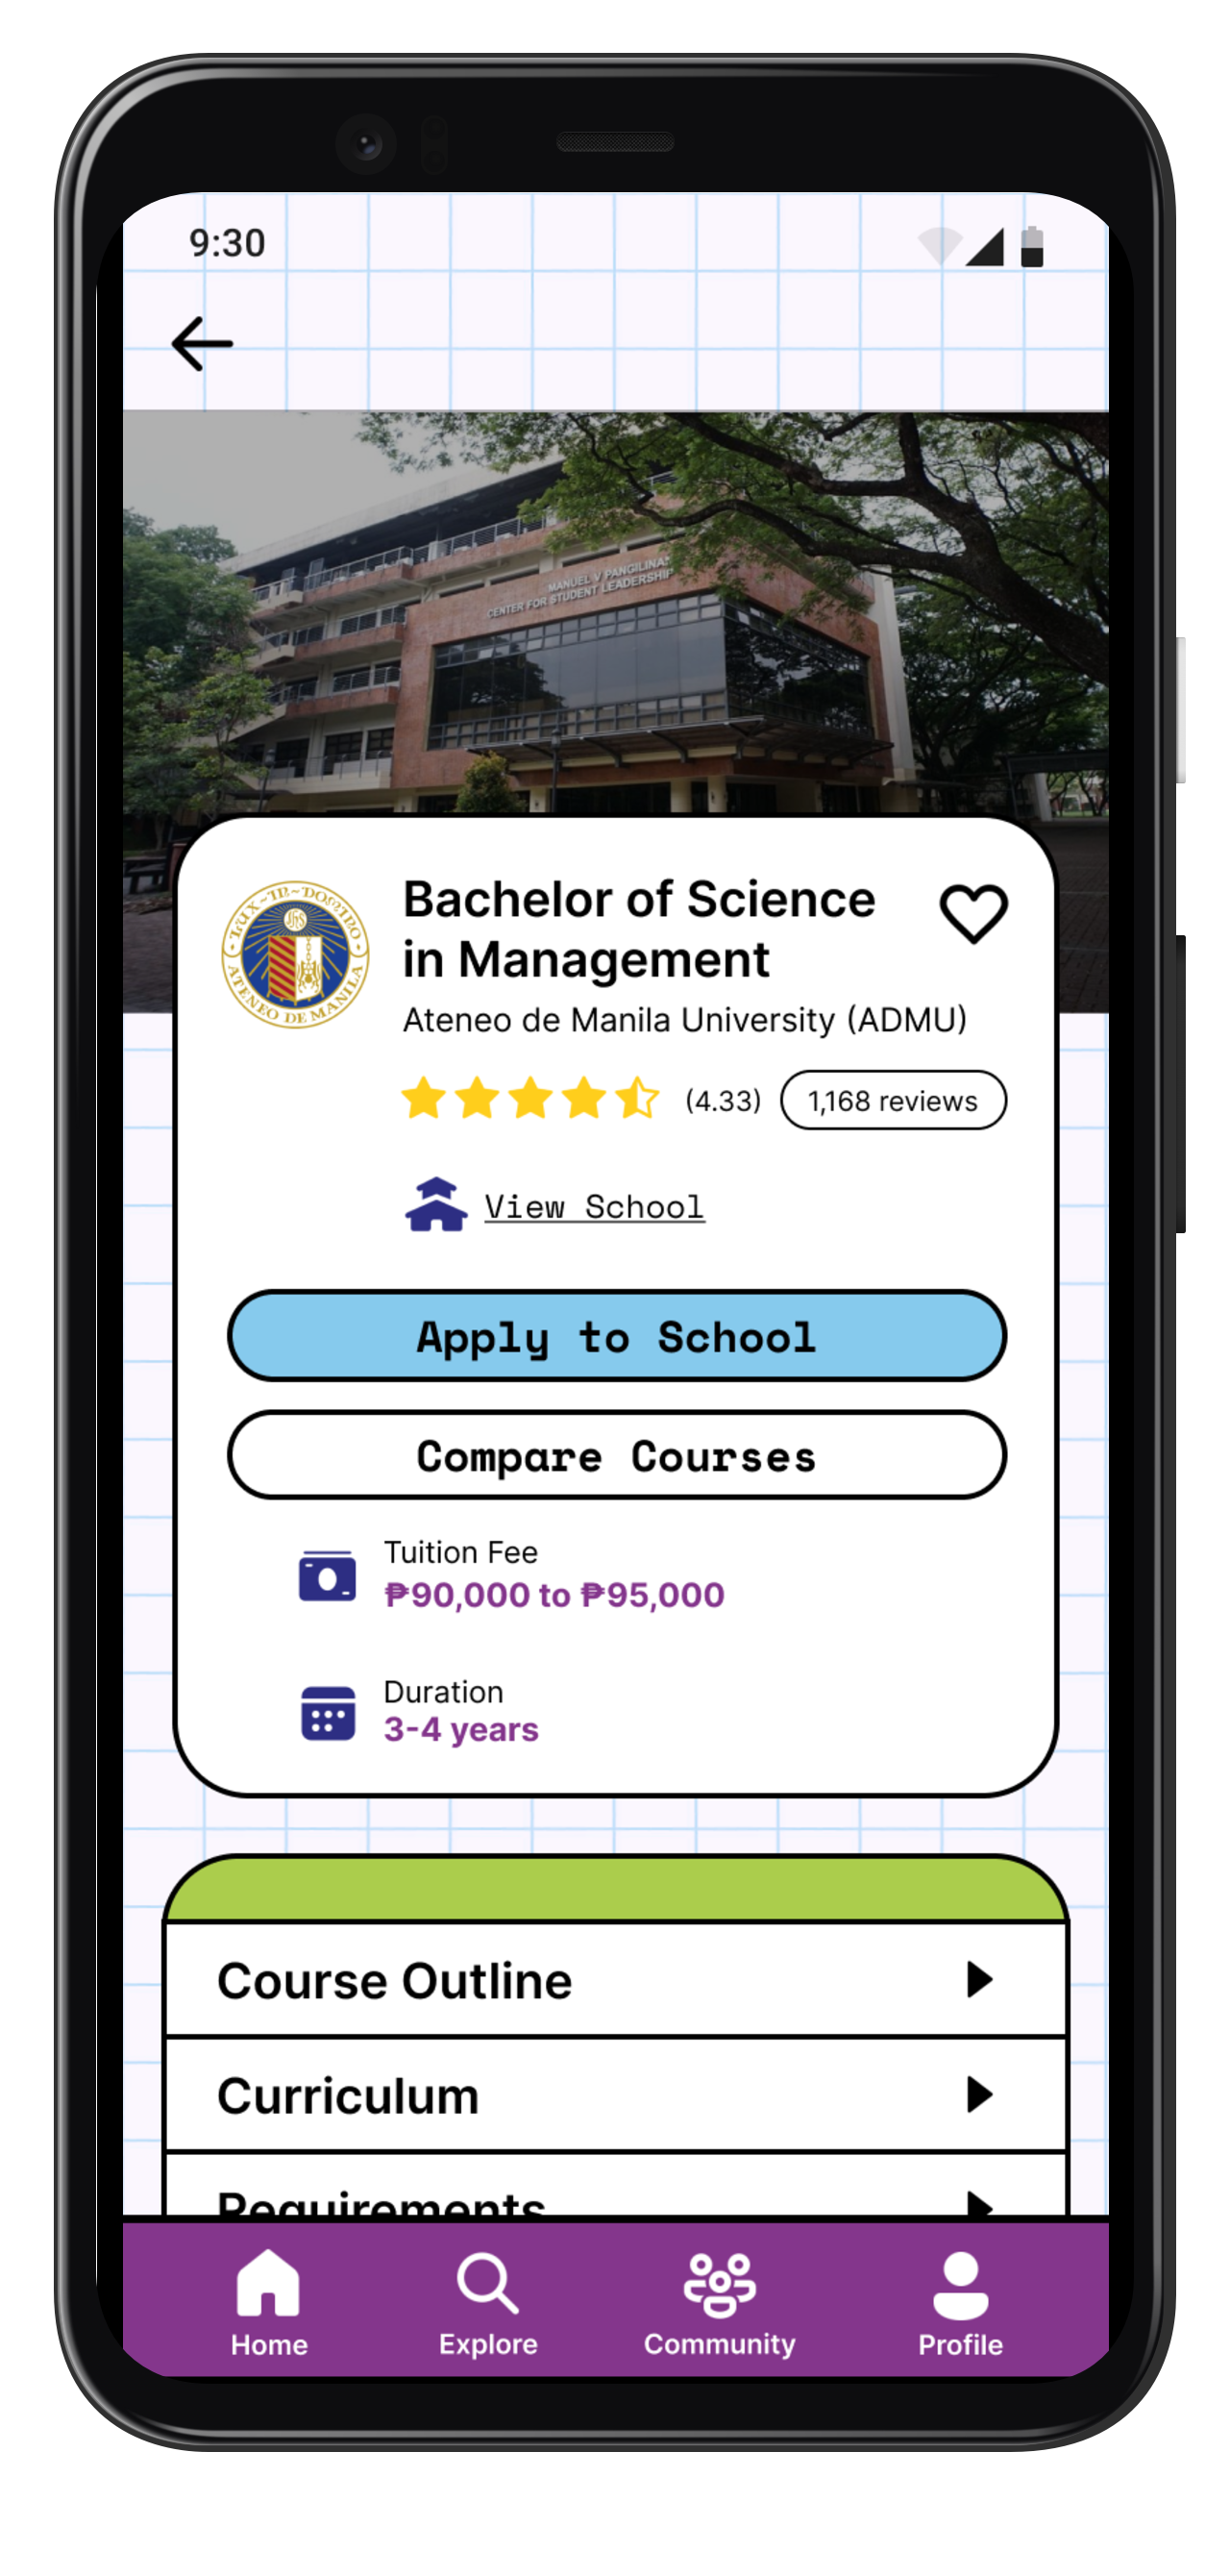 9:30
MANUEL V PANGILINAN
CENTER FOR STUDENT LEADERSHIP
LUX~IN~DOMINO
ATENEO DE MANILA
Bachelor of Science
in Management
Ateneo de Manila University (ADMU)
(4.33) 1,168 reviews
View School
Apply to School
Compare Courses
Tuition Fee
₱90,000 to ₱95,000
Duration
3-4 years
Course Outline
Curriculum
Requirements
Home Explore Community Profile